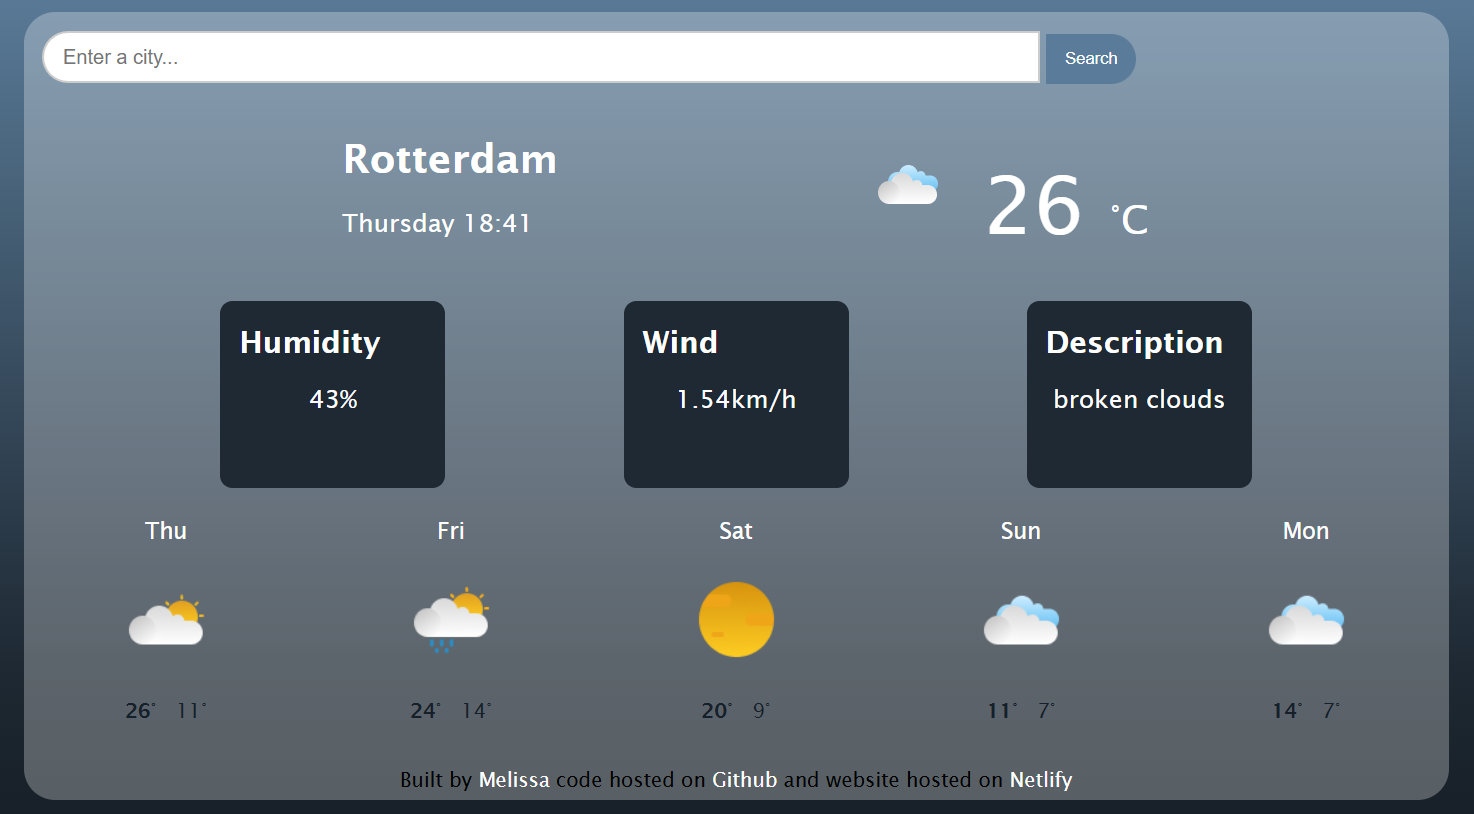 Enter a city...
Search
Rotterdam
Thursday 18:41
26 °C
Humidity
43%
Wind
1.54km/h
Description
broken clouds
Thu
Fri
Sat
Sun
Mon
26° 11°
24° 14°
20° 9°
11° 7°
14° 7°
Built by Melissa code hosted on Github and website hosted on Netlify